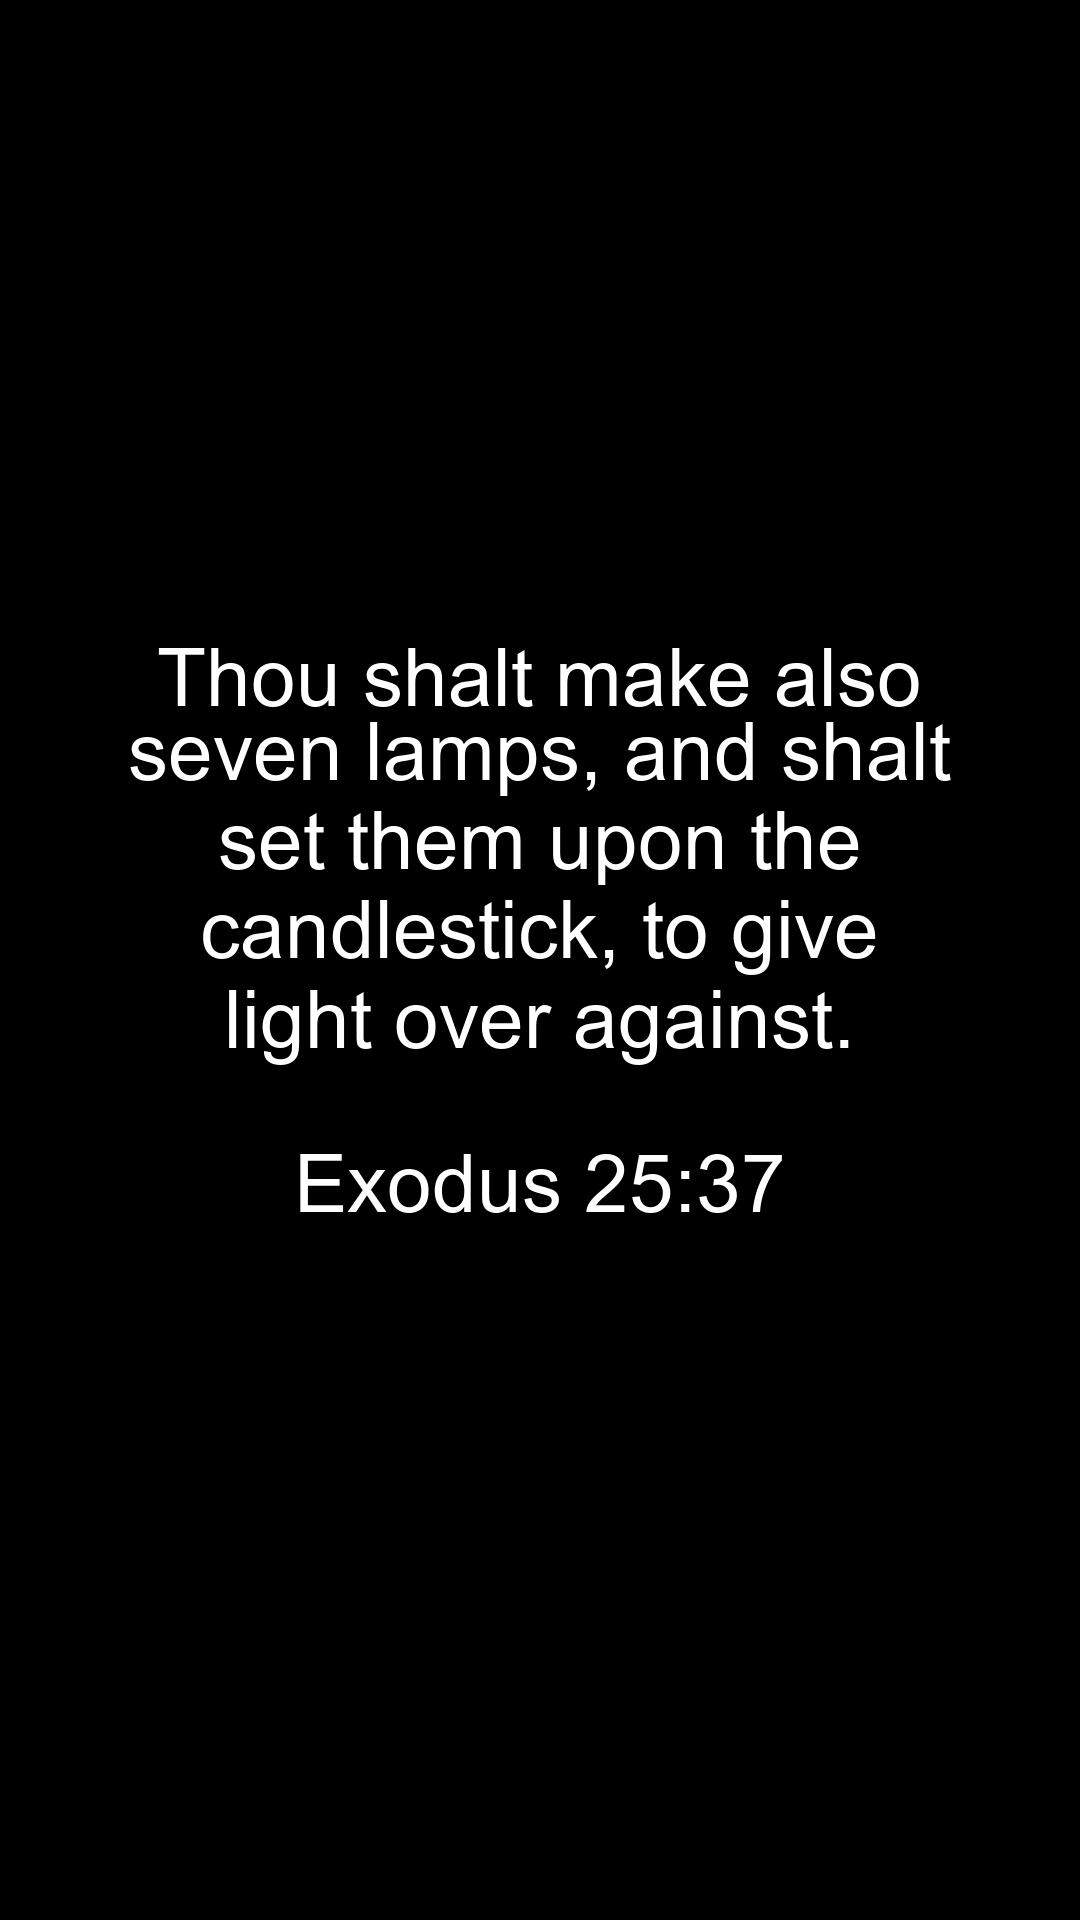 Thou shalt make also
seven lamps, and shalt
set them upon the
candlestick, to give
light over against.
Exodus 25:37